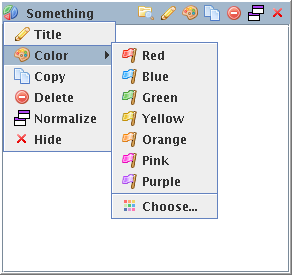 Something
Title
Color
Copy
Delete
Normalize
Hide
Red
Blue
Green
Yellow
Orange
Pink
Purple
Choose...